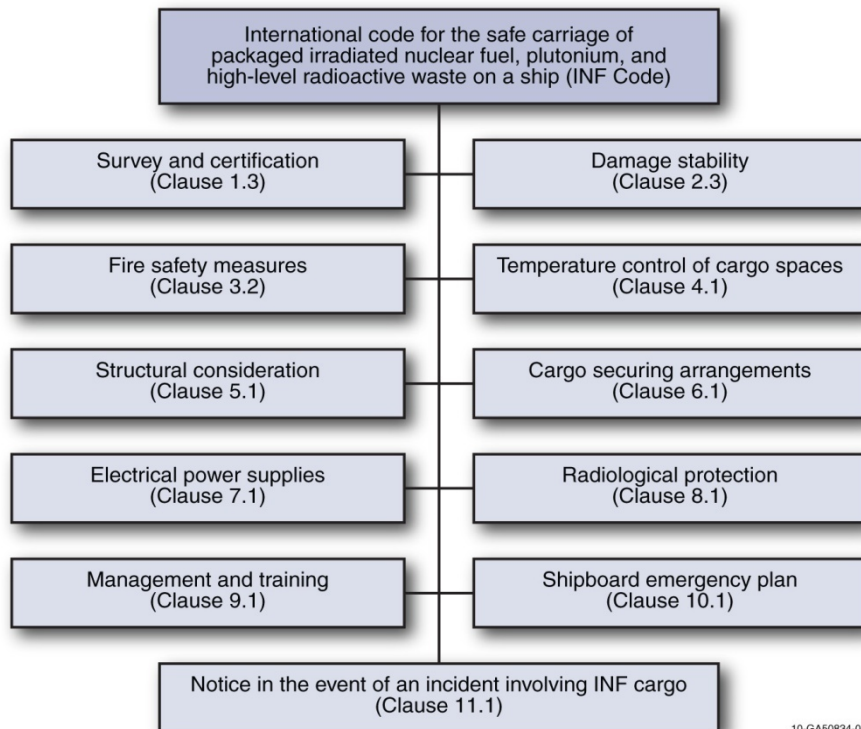 International code for the safe carriage of
packaged irradiated nuclear fuel, plutonium, and
high-level radioactive waste on a ship (INF Code)
Survey and certification
(Clause 1.3)
Damage stability
(Clause 2.3)
Fire safety measures
(Clause 3.2)
Temperature control of cargo spaces
(Clause 4.1)
Structural consideration
(Clause 5.1)
Cargo securing arrangements
(Clause 6.1)
Electrical power supplies
(Clause 7.1)
Radiological protection
(Clause 8.1)
Management and training
(Clause 9.1)
Shipboard emergency plan
(Clause 10.1)
Notice in the event of an incident involving INF cargo
(Clause 11.1)